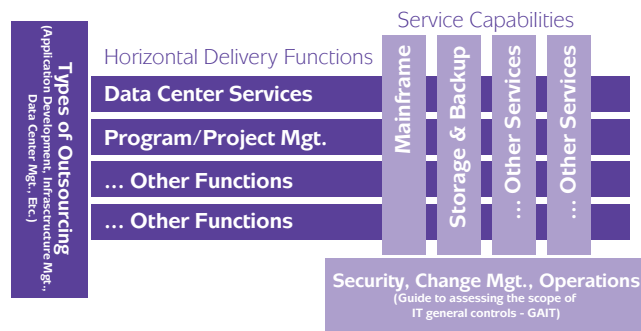 Service Capabilities
Horizontal Delivery Functions
Types of Outsourcing
(Application Development, Infrasctructure Mgt.,
Data Center Mgt., Etc.)
Data Center Services
Program/Project Mgt.
... Other Functions
... Other Functions
Mainframe
Storage & Backup
... Other Services
... Other Services
Security, Change Mgt., Operations
(Guide to assessing the scope of
IT general controls - GAIT)